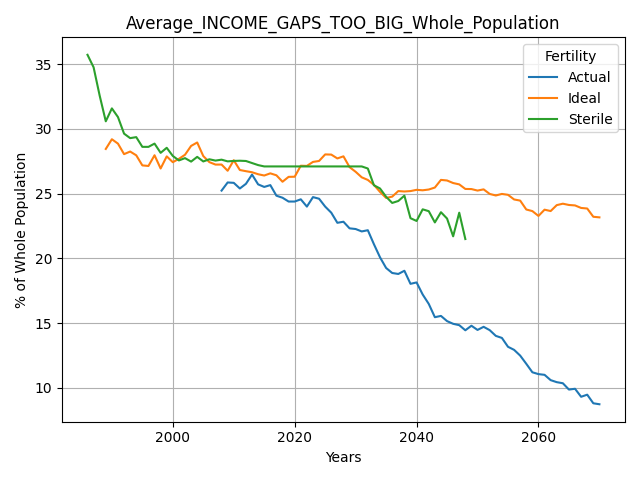 Average_INCOME_GAPS_TOO_BIG_Whole_Population
Fertility
Actual
Ideal
Sterile
% of Whole Population
35
30
25
20
15
10
2000 2020 2040 2060
Years